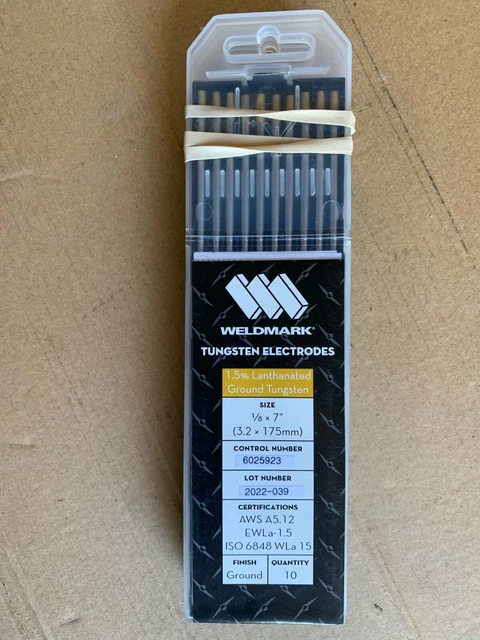 WELDMARK
TUNGSTEN ELECTRODES
1.5% Lanthanated
Ground Tungsten
SIZE
1/8 × 7"
(3.2 × 175mm)
CONTROL NUMBER
6025923
LOT NUMBER
2022-039
CERTIFICATIONS
AWS A5.12
EWLa-1.5
ISO 6848 WLa 15
FINISH
Ground
QUANTITY
10